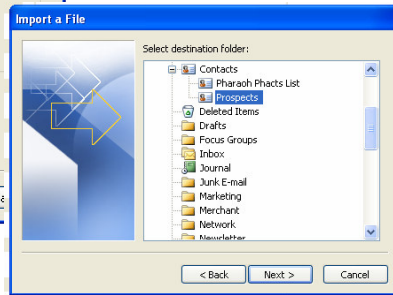 Import a File
Select destination folder:
Contacts
Pharaoh Phacts List
Prospects
Deleted Items
Drafts
Focus Groups
Inbox
Journal
Junk E-mail
Marketing
Merchant
Network
Newsletter
< Back Next > Cancel